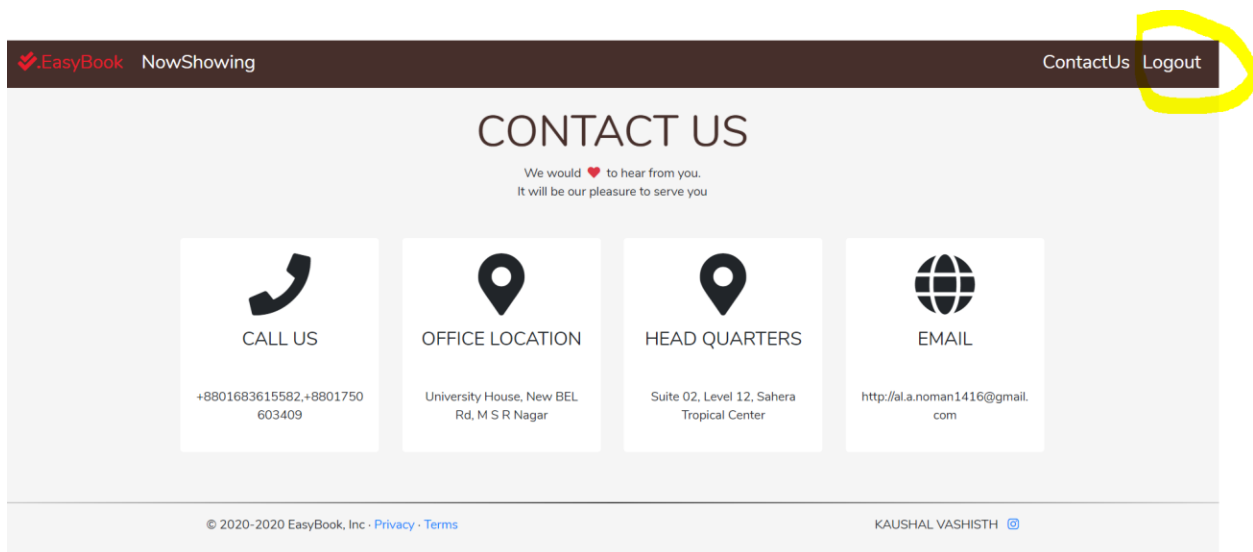 .EasyBook NowShowing ContactUs Logout
CONTACT US
We would to hear from you.
It will be our pleasure to serve you
CALL US
+8801683615582,+8801750
603409
OFFICE LOCATION
University House, New BEL
Rd, M S R Nagar
HEAD QUARTERS
Suite 02, Level 12, Sahera
Tropical Center
EMAIL
http://al.a.noman1416@gmail.
com
© 2020-2020 EasyBook, Inc · Privacy · Terms KAUSHAL VASHISTH